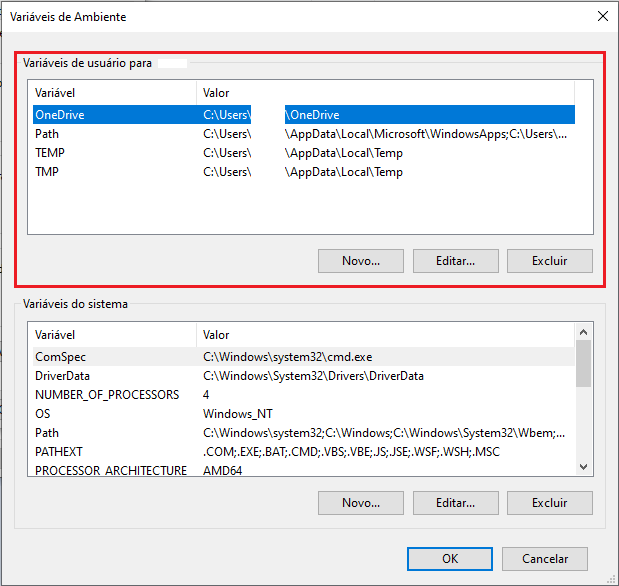 Variáveis de Ambiente
Variáveis de usuário para
Variável Valor
OneDrive C:\Users\ \OneDrive
Path C:\Users\ \AppData\Local\Microsoft\WindowsApps;C:\Users\...
TEMP C:\Users\ \AppData\Local\Temp
TMP C:\Users\ \AppData\Local\Temp
Novo... Editar... Excluir
Variáveis do sistema
Variável Valor
ComSpec C:\Windows\system32\cmd.exe
DriverData C:\Windows\System32\Drivers\DriverData
NUMBER_OF_PROCESSORS 4
OS Windows_NT
Path C:\Windows\system32;C:\Windows;C:\Windows\System32\Wbem;...
PATHEXT .COM;.EXE;.BAT;.CMD;.VBS;.VBE;.JS;.JSE;.WSF;.WSH;.MSC
PROCESSOR_ARCHITECTURE AMD64
Novo... Editar... Excluir
OK Cancelar